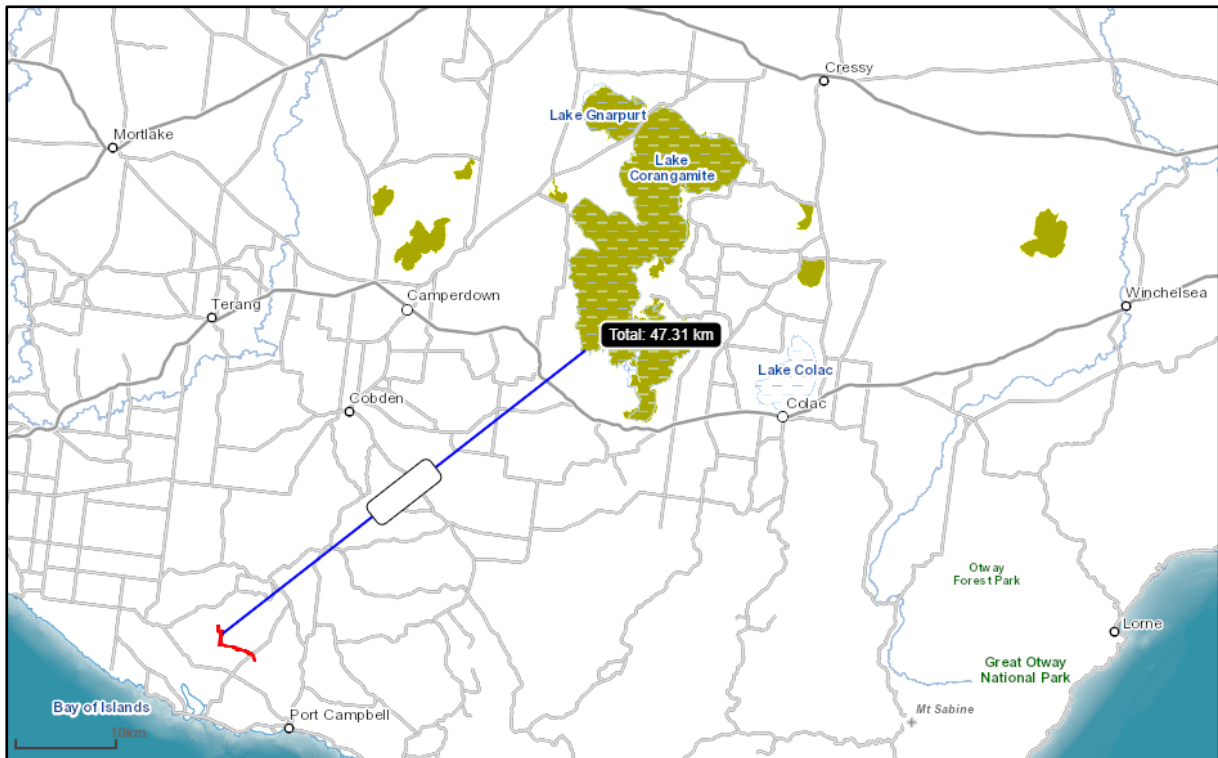 Cressy
Lake Gnarpurt
Mortlake
Lake
Corangamite
Camperdown
Terang
Winchelsea
Total: 47.31 km
Lake Colac
Cobden
Colac
Otway
Forest Park
Lorne
Great Otway
National Park
Bay of Islands
Mt Sabine
Port Campbell
10km